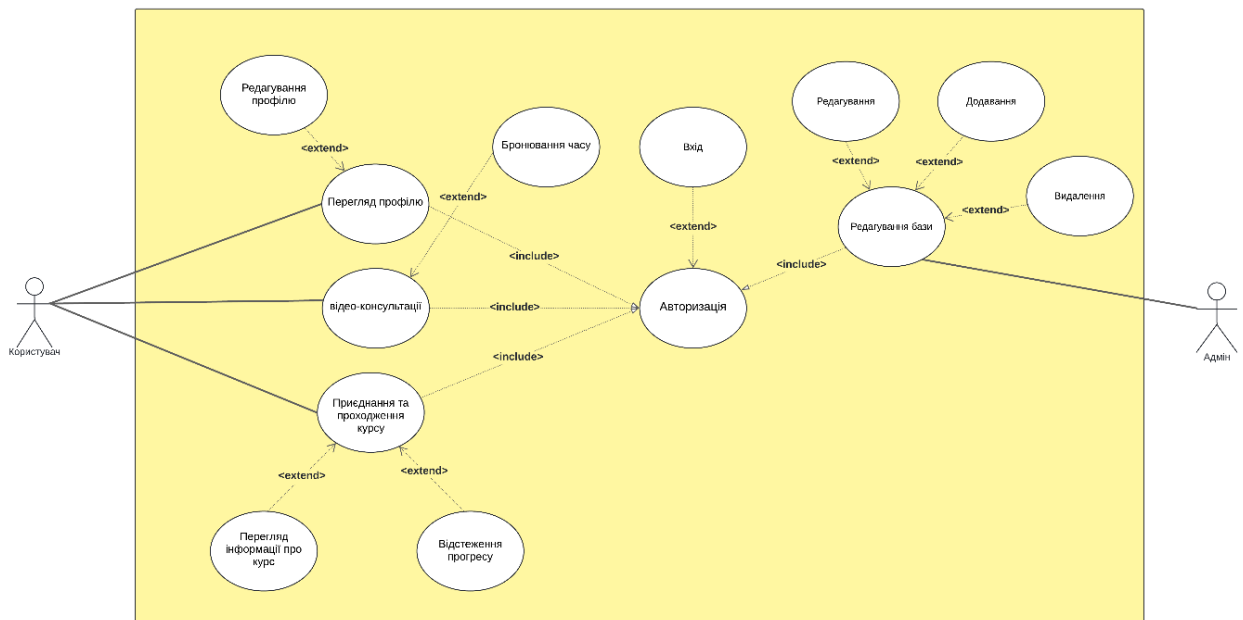 Редагування
профілю
<extend>
Перегляд профілю
Бронювання часу
<extend>
Вхід
<extend>
Редагування
<extend>
Додавання
<extend>
Видалення
<extend>
Редагування бази
<include>
<include>
відео-консультації
<include>
Авторизація
<include>
Користувач
Адмін
Приєднання та
проходження
курсу
<extend>
<extend>
Перегляд
інформації про
курс
Відстеження
прогресу